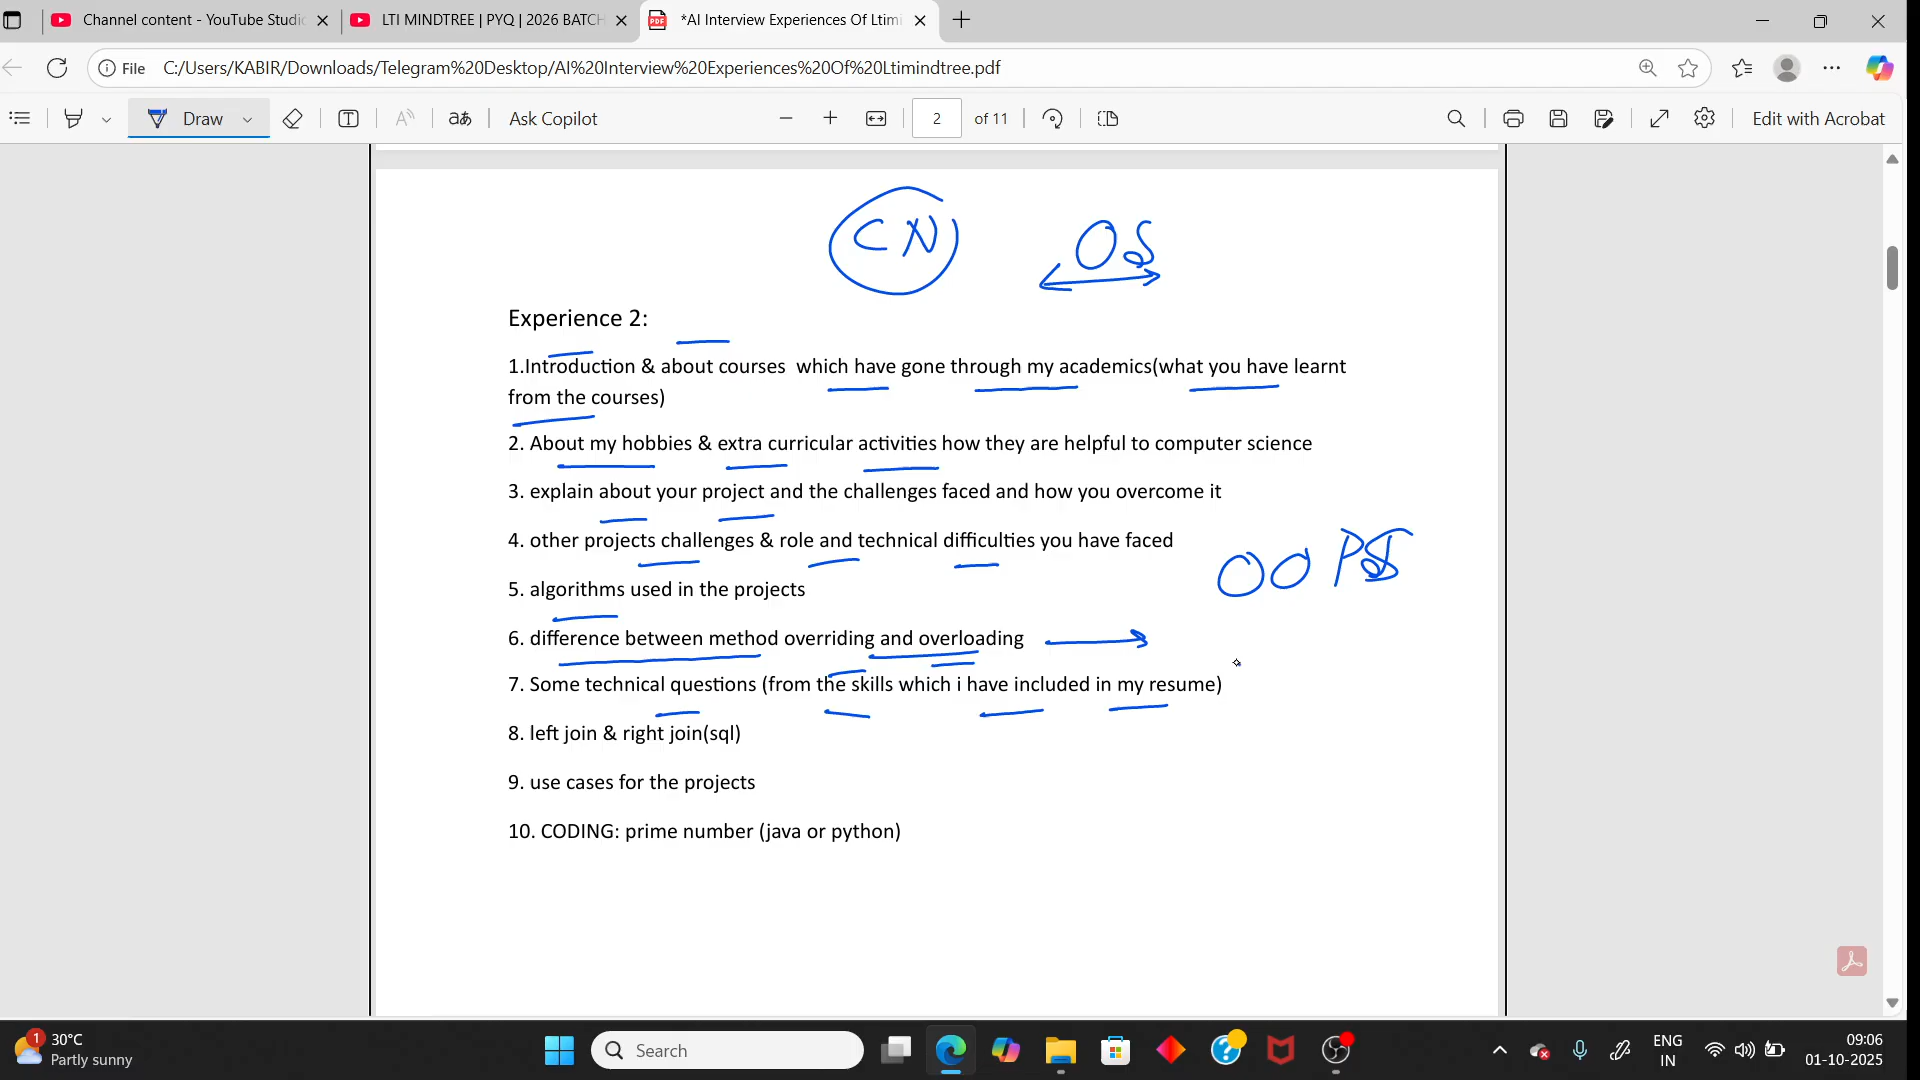 Channel content - YouTube Studi
LTI MINDTREE | PYQ | 2026 BATCH
*AI Interview Experiences Of Ltimi
File
C:/Users/KABIR/Downloads/Telegram%20Desktop/AI%20Interview%20Experiences%20Of%20Ltimindtree.pdf
Draw
aあ
Ask Copilot
2
of 11
Edit with Acrobat
CN
OS
Experience 2:
1.Introduction & about courses which have gone through my academics(what you have learnt
from the courses)
2. About my hobbies & extra curricular activities how they are helpful to computer science
3. explain about your project and the challenges faced and how you overcome it
4. other projects challenges & role and technical difficulties you have faced
OOPS
5. algorithms used in the projects
6. difference between method overriding and overloading
7. Some technical questions (from the skills which i have included in my resume)
8. left join & right join(sql)
9. use cases for the projects
10. CODING: prime number (java or python)
1
30°C
Partly sunny
Search
ENG
IN
09:06
01-10-2025